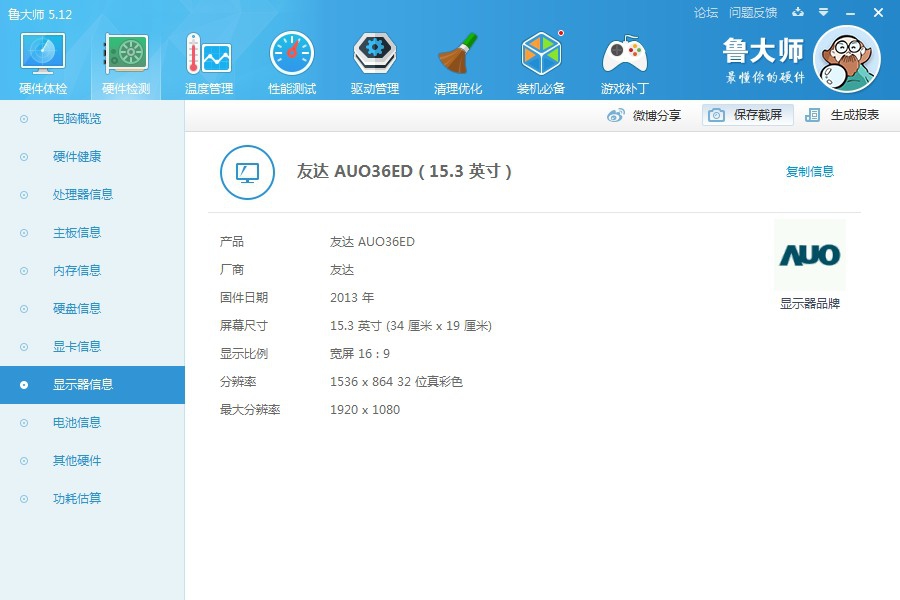 鲁大师 5.12
论坛 问题反馈
硬件体检 硬件检测 温度管理 性能测试 驱动管理 清理优化 装机必备 游戏补丁
鲁大师
最懂你的硬件
微博分享 保存截屏 生成报表
电脑概览
硬件健康
处理器信息
主板信息
内存信息
硬盘信息
显卡信息
显示器信息
电池信息
其他硬件
功耗估算
友达 AUO36ED ( 15.3 英寸 )
复制信息
产品 友达 AUO36ED
厂商 友达
固件日期 2013 年
屏幕尺寸 15.3 英寸 (34 厘米 x 19 厘米)
显示比例 宽屏 16 : 9
分辨率 1536 x 864 32 位真彩色
最大分辨率 1920 x 1080
AUO
显示器品牌